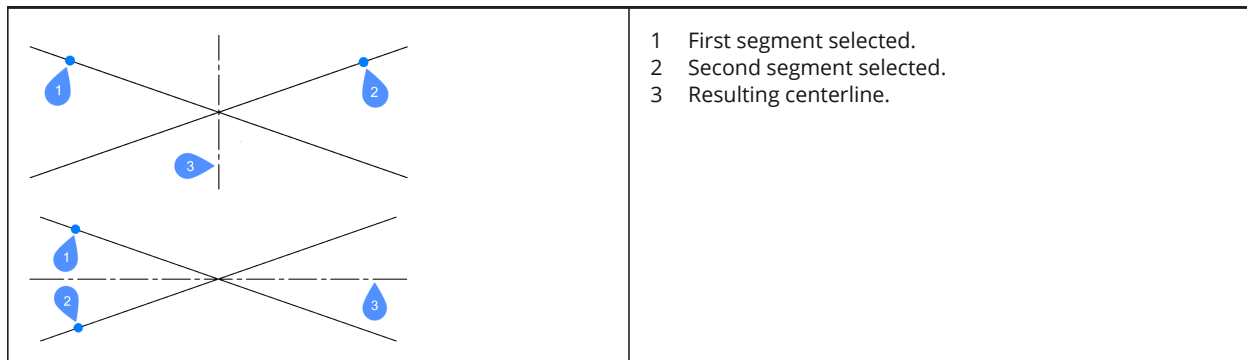 1
2
3
1
2
3
1 First segment selected.
2 Second segment selected.
3 Resulting centerline.